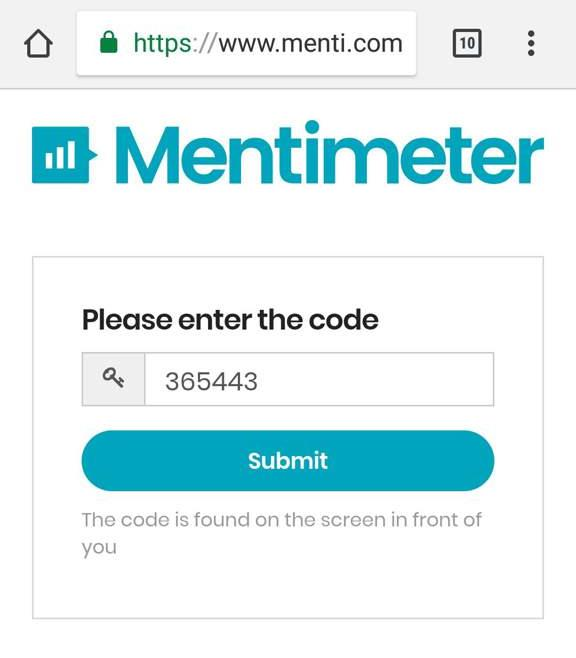 https://www.menti.com
10
Mentimeter
Please enter the code
365443
Submit
The code is found on the screen in front of
you